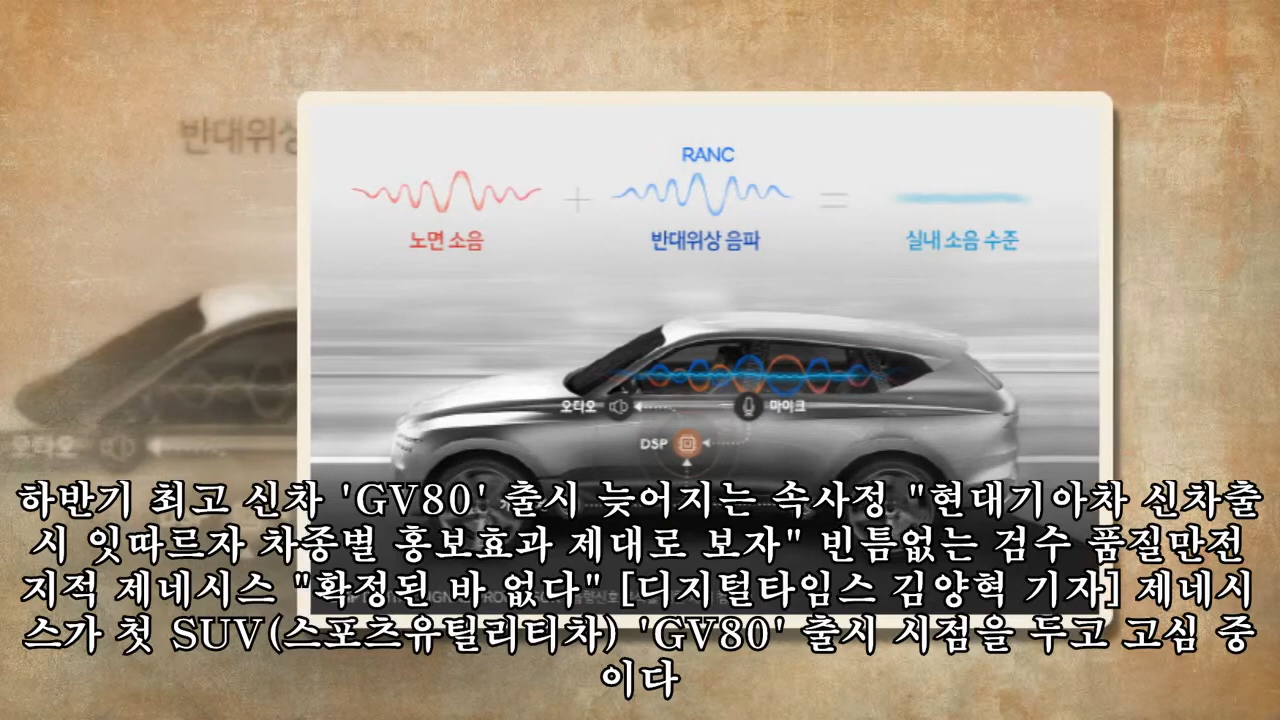 반대위상
RANC
노면 소음
반대위상 음파
실내 소음 수준
오디오
마이크
DSP
오디오
하반기 최고 신차 'GV80' 출시 늦어지는 속사정 "현대기아차 신차출
시 잇따르자 차종별 홍보효과 제대로 보자" 빈틈없는 검수 품질만전
지적 제네시스 "확정된 바 없다" [디지털타임스 김양혁 기자] 제네시
스가 첫 SUV(스포츠유틸리티차) 'GV80' 출시 시점을 두고 고심 중
이다